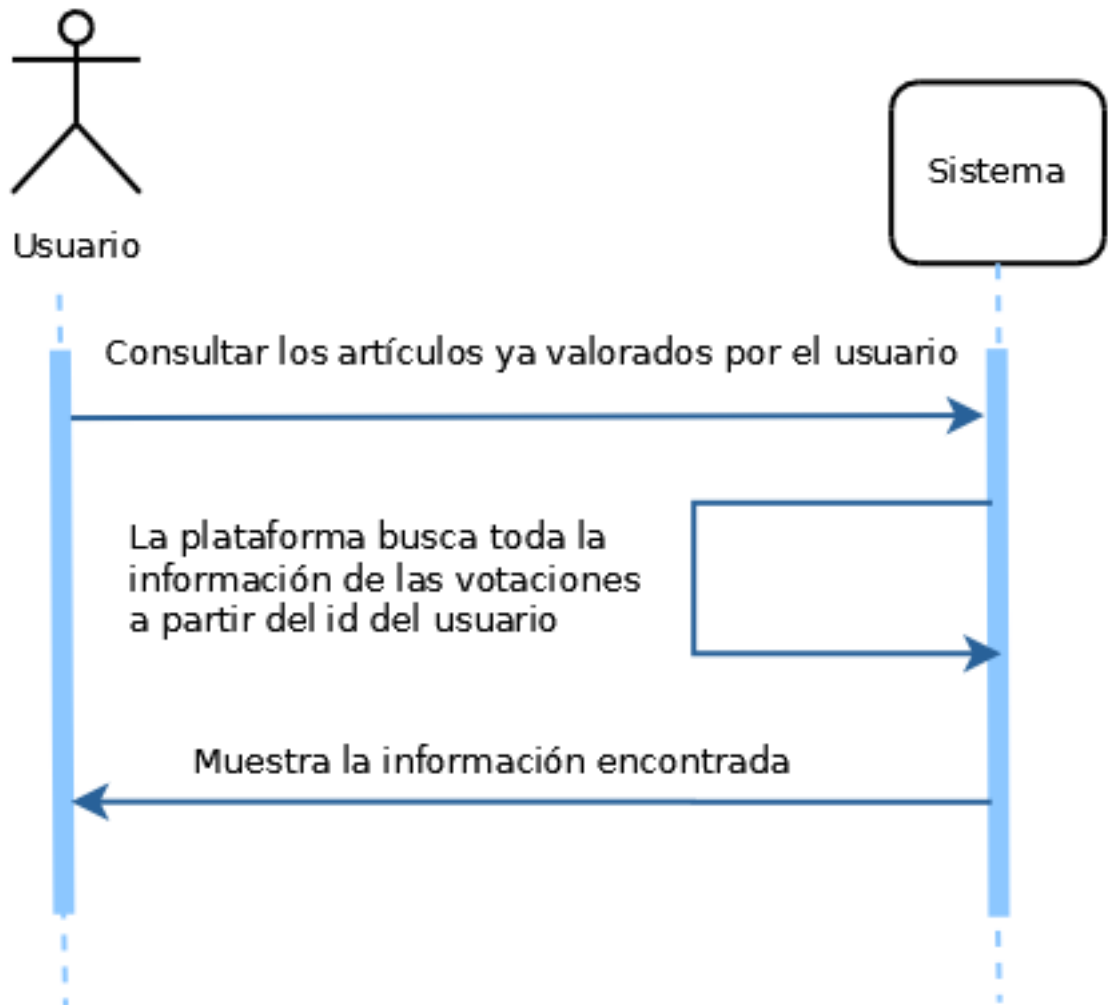 Usuario
Sistema
Consultar los artículos ya valorados por el usuario
La plataforma busca toda la
información de las votaciones
a partir del id del usuario
Muestra la información encontrada